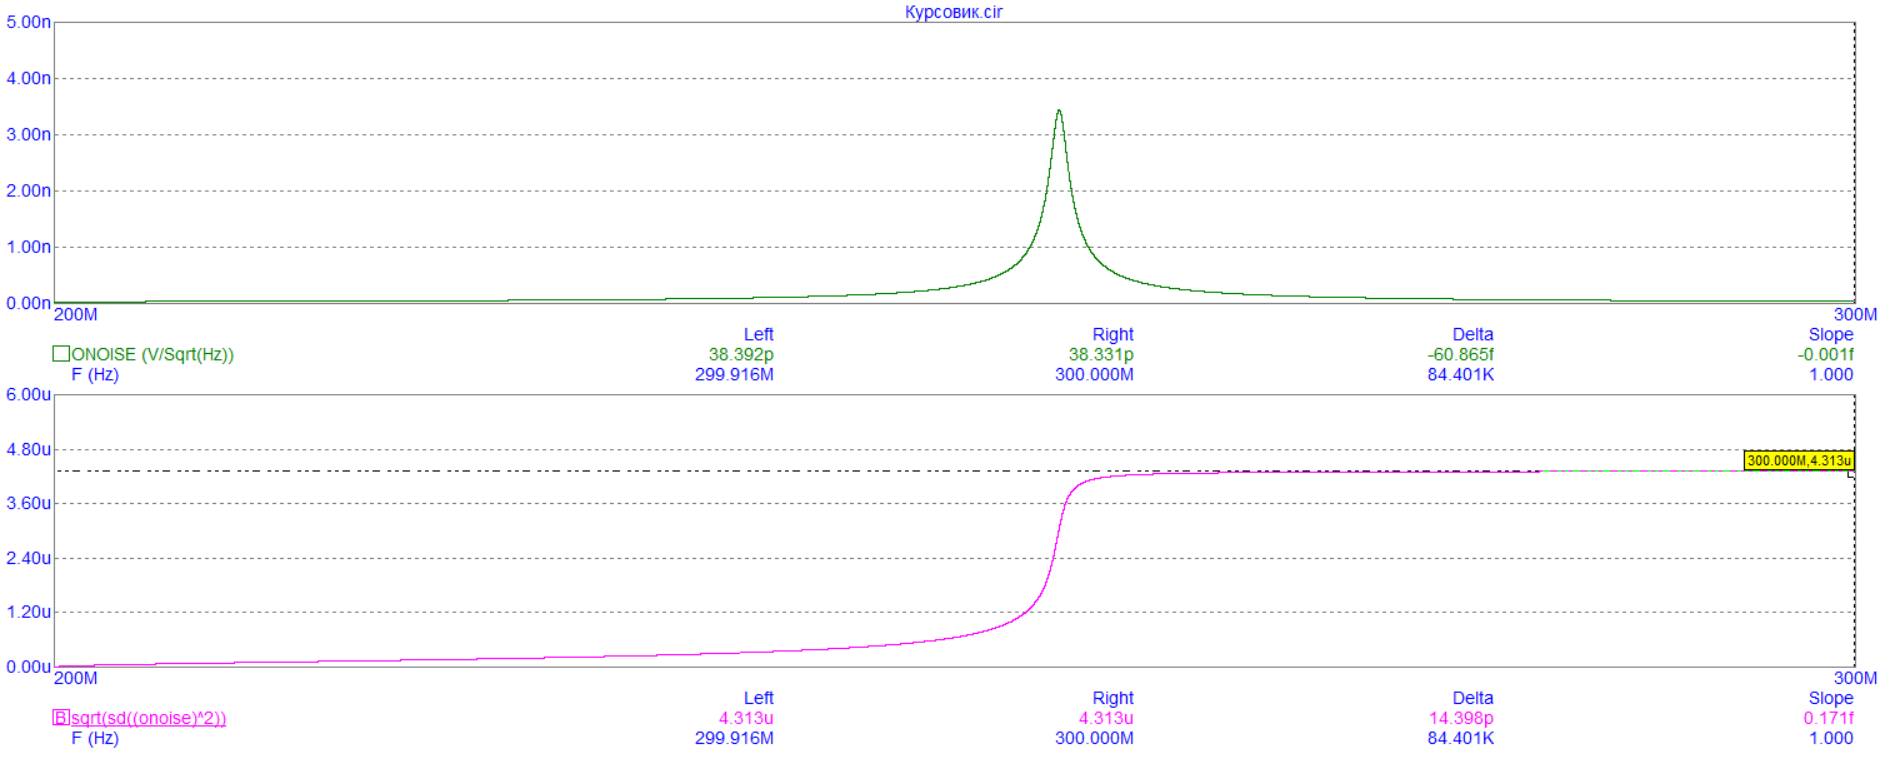 Курсовик.cir
5.00n
4.00n
3.00n
2.00n
1.00n
0.00n
200M 300M
Left Right Delta Slope
ONOISE (V/Sqrt(Hz)) 38.392p 38.331p -60.865f -0.001f
F (Hz) 299.916M 300.000M 84.401K 1.000
6.00u
4.80u
300.000M,4.313u
3.60u
2.40u
1.20u
0.00u
200M 300M
Left Right Delta Slope
B sqrt(sd((onoise)^2)) 4.313u 4.313u 14.398p 0.171f
F (Hz) 299.916M 300.000M 84.401K 1.000